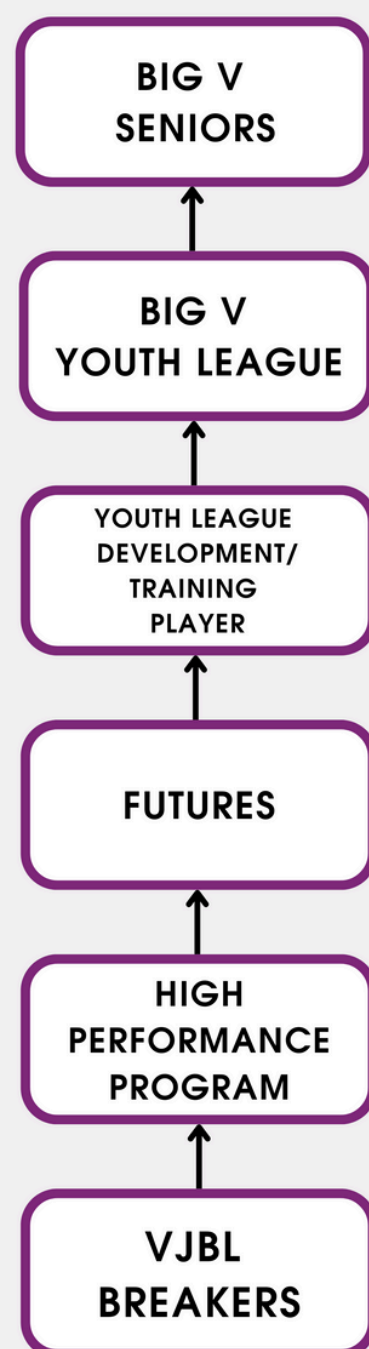 BIG V
SENIORS
BIG V
YOUTH LEAGUE
YOUTH LEAGUE
DEVELOPMENT/
TRAINING
PLAYER
FUTURES
HIGH
PERFORMANCE
PROGRAM
VJBL
BREAKERS